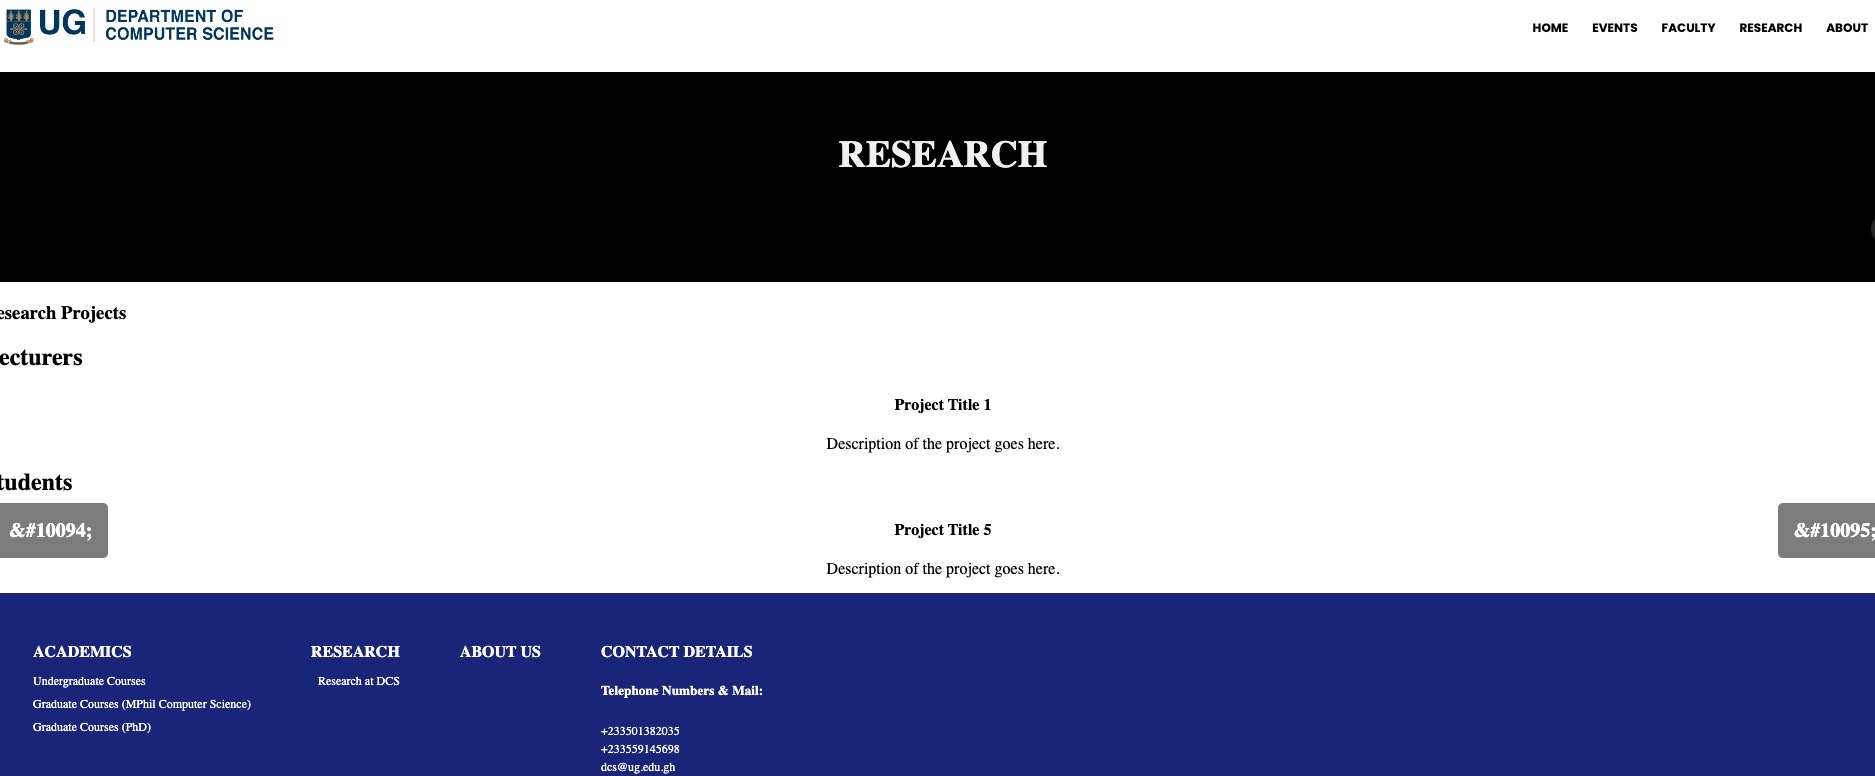 UG DEPARTMENT OF
COMPUTER SCIENCE
HOME EVENTS FACULTY RESEARCH ABOUT
RESEARCH
esearch Projects
ecturers
Project Title 1
Description of the project goes here.
tudents
&#10094;
Project Title 5
&#10095;
Description of the project goes here.
ACADEMICS
Undergraduate Courses
Graduate Courses (MPhil Computer Science)
Graduate Courses (PhD)
RESEARCH
Research at DCS
ABOUT US
CONTACT DETAILS
Telephone Numbers & Mail:
+233501382035
+233559145698
dcs@ug.edu.gh